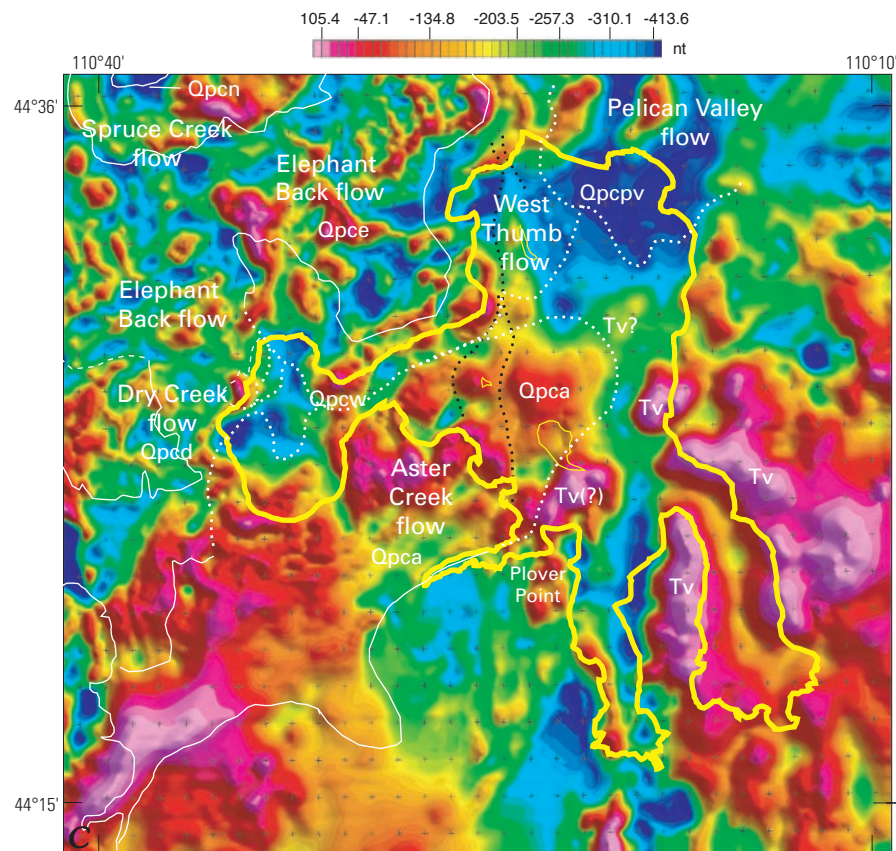 105.4 -47.1 -134.8 -203.5 -257.3 -310.1 -413.6
nt
110°40' 110°10'
44°36'
Qpcn
Spruce Creek
flow
Pelican Valley
flow
Elephant
Back flow
Qpce
West
Thumb
flow
Qpcpv
Elephant
Back flow
Tv?
Dry Creek
flow
Qpcd
Qpcw
Qpca
Tv
Aster
Creek
flow
Tv(?)
Tv
Qpca
Plover
Point
Tv
44°15'
C